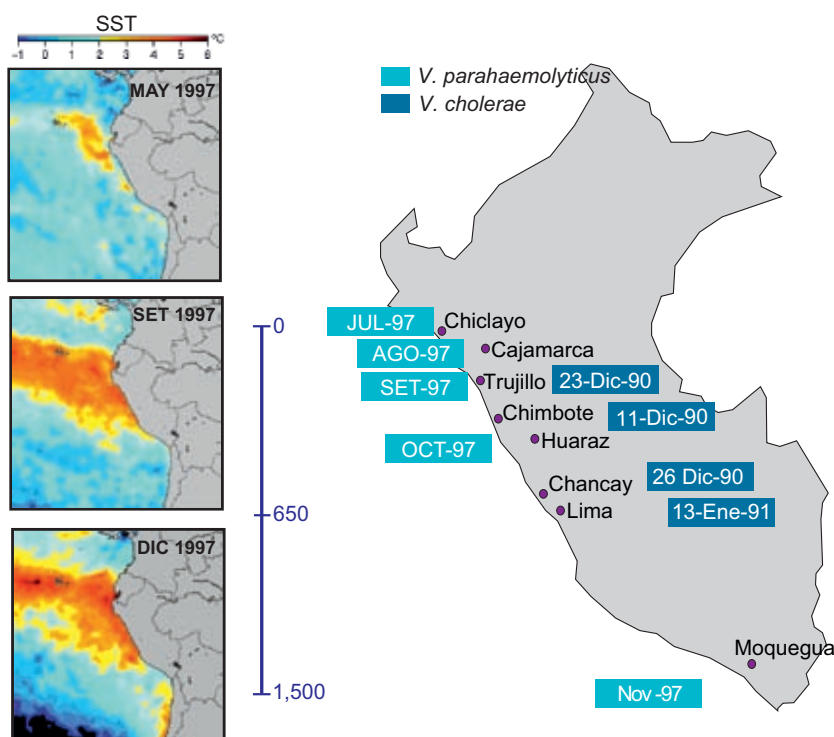 SST
-1 0 1 2 3 4 5 6 ºC
MAY 1997
SET 1997
DIC 1997
0
650
1,500
V. parahaemolyticus
V. cholerae
JUL-97
Chiclayo
AGO-97
Cajamarca
SET-97
Trujillo
23-Dic-90
Chimbote
11-Dic-90
OCT-97
Huaraz
Chancay
26 Dic-90
Lima
13-Ene-91
Moquegua
Nov-97